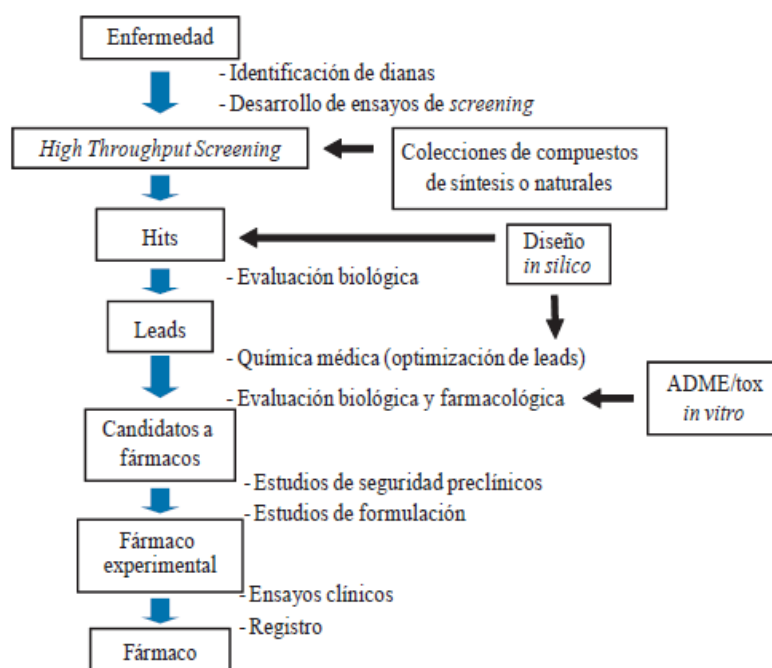 Enfermedad
- Identificación de dianas
- Desarrollo de ensayos de screening
High Throughput Screening
Colecciones de compuestos
de síntesis o naturales
Hits
Diseño
in silico
- Evaluación biológica
Leads
- Química médica (optimización de leads)
- Evaluación biológica y farmacológica
ADME/tox
in vitro
Candidatos a
fármacos
- Estudios de seguridad preclínicos
- Estudios de formulación
Fármaco
experimental
- Ensayos clínicos
- Registro
Fármaco